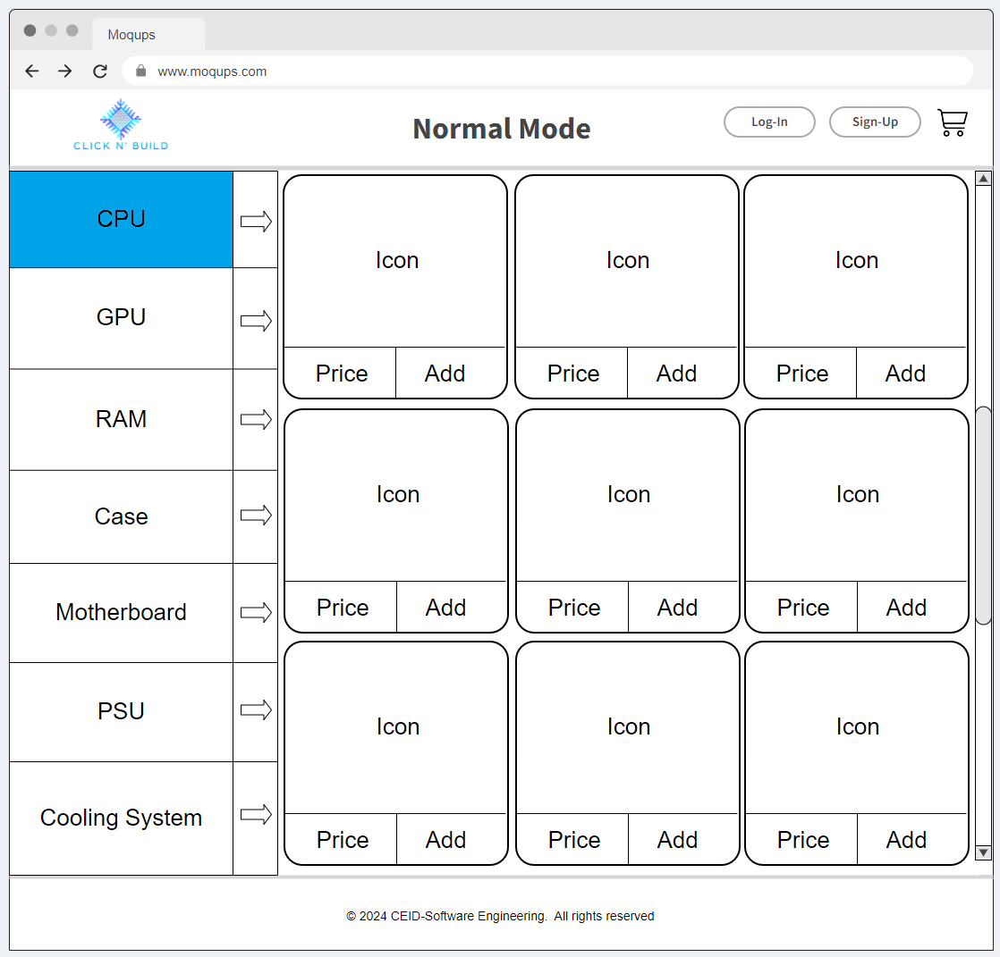 Moqups
www.moqups.com
CLICK N' BUILD
Normal Mode
Log-In
Sign-Up
CPU
GPU
RAM
Case
Motherboard
PSU
Cooling System
Icon Icon Icon
Price Add Price Add Price Add
Icon Icon Icon
Price Add Price Add Price Add
Icon Icon Icon
Price Add Price Add Price Add
© 2024 CEID-Software Engineering. All rights reserved